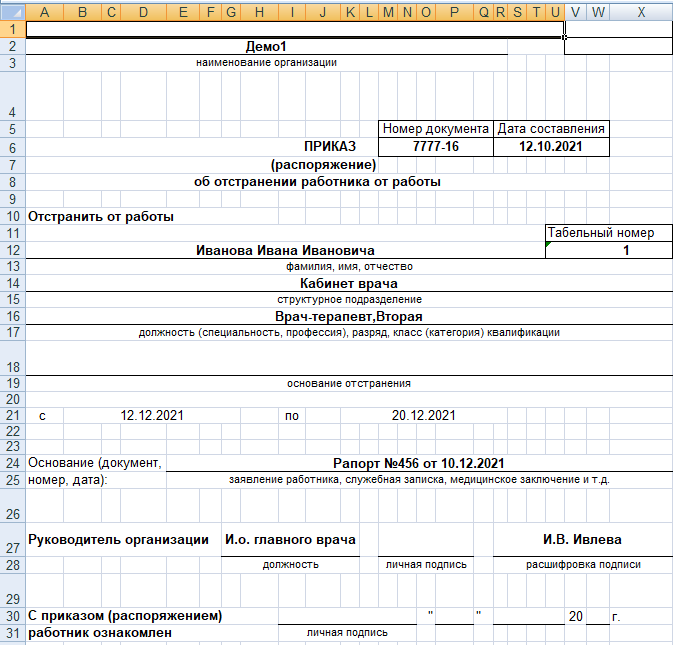 A B C D E F G H I J K L M N O P Q R S T U V W X
1
2 Демо1
3 наименование организации
4
5 Номер документа Дата составления
6 ПРИКАЗ 7777-16 12.10.2021
7 (распоряжение)
8 об отстранении работника от работы
9
10 Отстранить от работы
11 Табельный номер
12 Иванова Ивана Ивановича 1
13 фамилия, имя, отчество
14 Кабинет врача
15 структурное подразделение
16 Врач-терапевт,Вторая
17 должность (специальность, профессия), разряд, класс (категория) квалификации
18
19 основание отстранения
20
21 с 12.12.2021 по 20.12.2021
22
23
24 Основание (документ, Рапорт №456 от 10.12.2021
25 номер, дата): заявление работника, служебная записка, медицинское заключение и т.д.
26
27 Руководитель организации И.о. главного врача И.В. Ивлева
28 должность личная подпись расшифровка подписи
29
30 С приказом (распоряжением) " " 20 г.
31 работник ознакомлен личная подпись